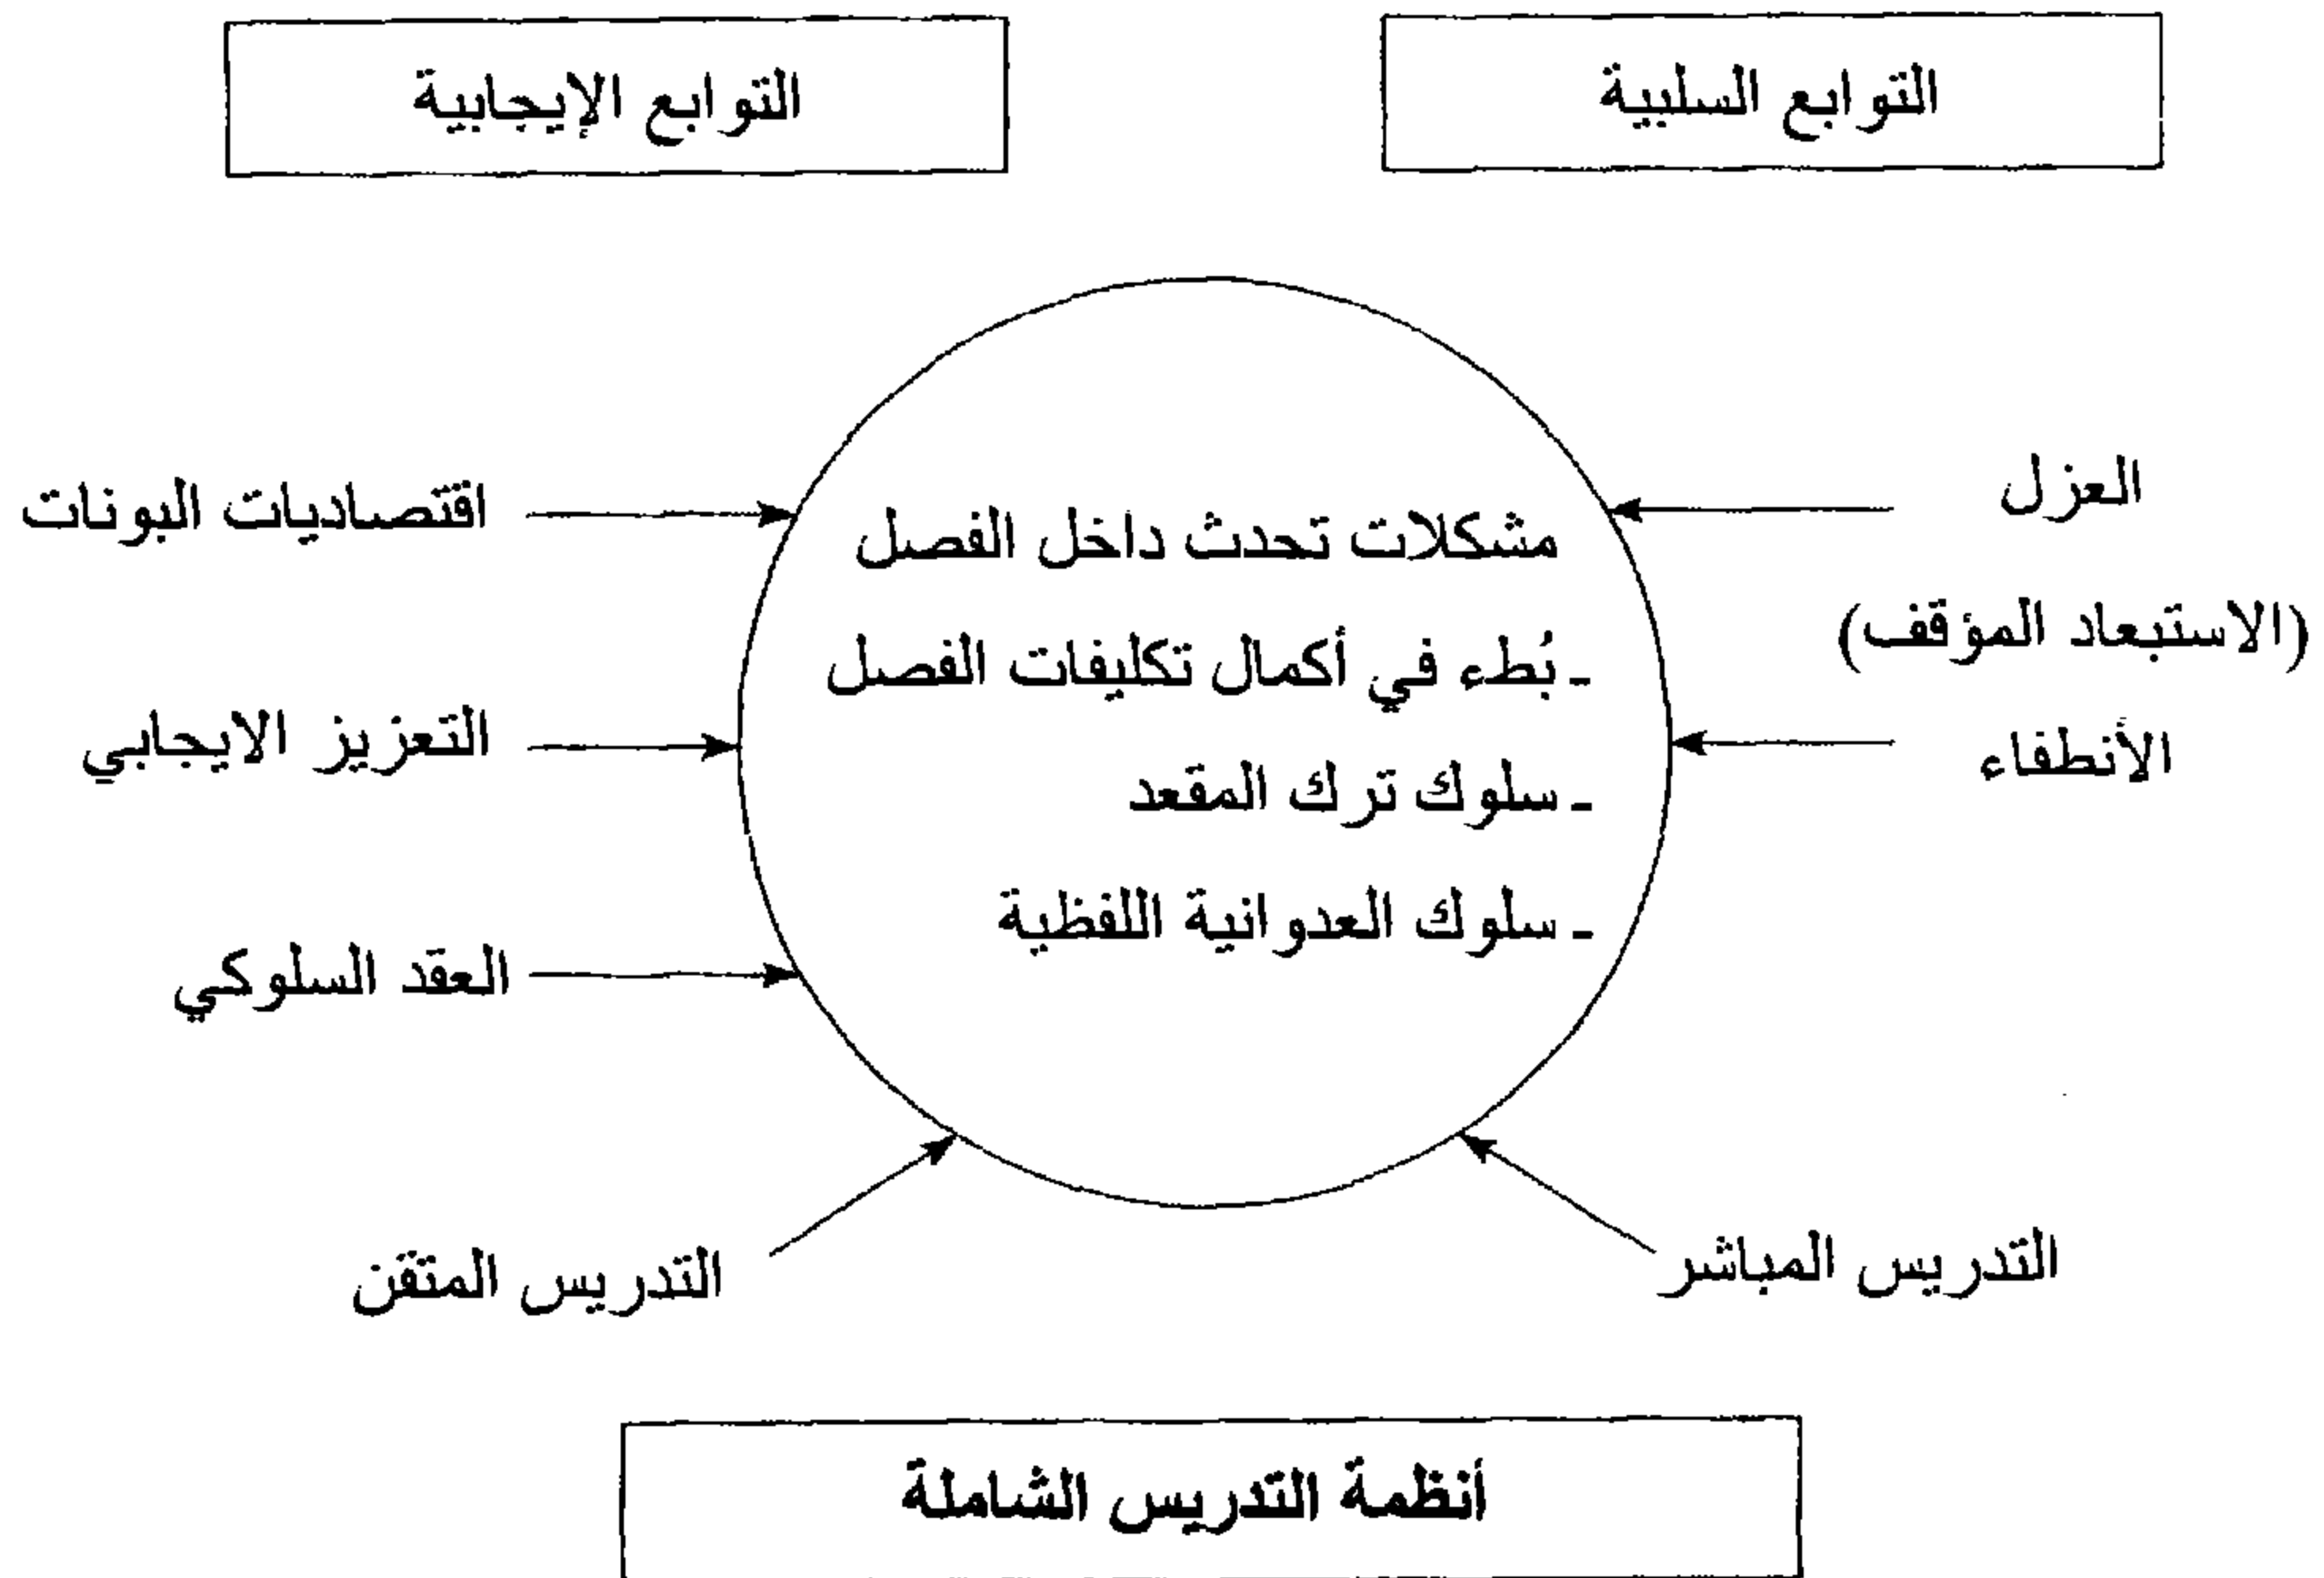 التوابع السلبية
التوابع الإيجابية
العزل
(الاستبعاد المؤقف)
الأنطفاء
مشكلات تحدث داخل الفصل
- بُطء في أكمال تكليفات الفصل
- سلوك ترك المقعد
- سلوك العدوانية اللفظية
اقتصاديات البونات
التعزيز الايجابي
العقد السلوكي
التدريس المباشر
التدريس المتقن
أنظمة التدريس الشاملة